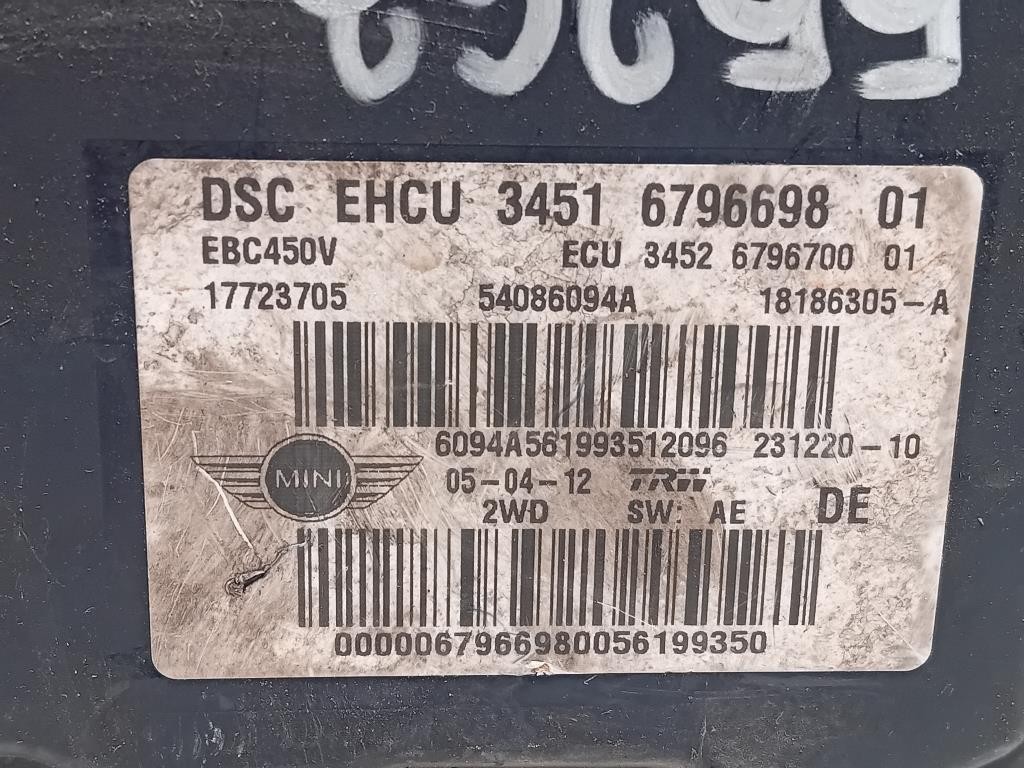 DSC EHCU 3451 6796698 01
EBC450V ECU 3452 6796700 01
17723705 54086094A 18186305-A
6094A561993512096 231220-10
MINI 05-04-12 TRW
2WD SW: AE DE
0000067966980056199350